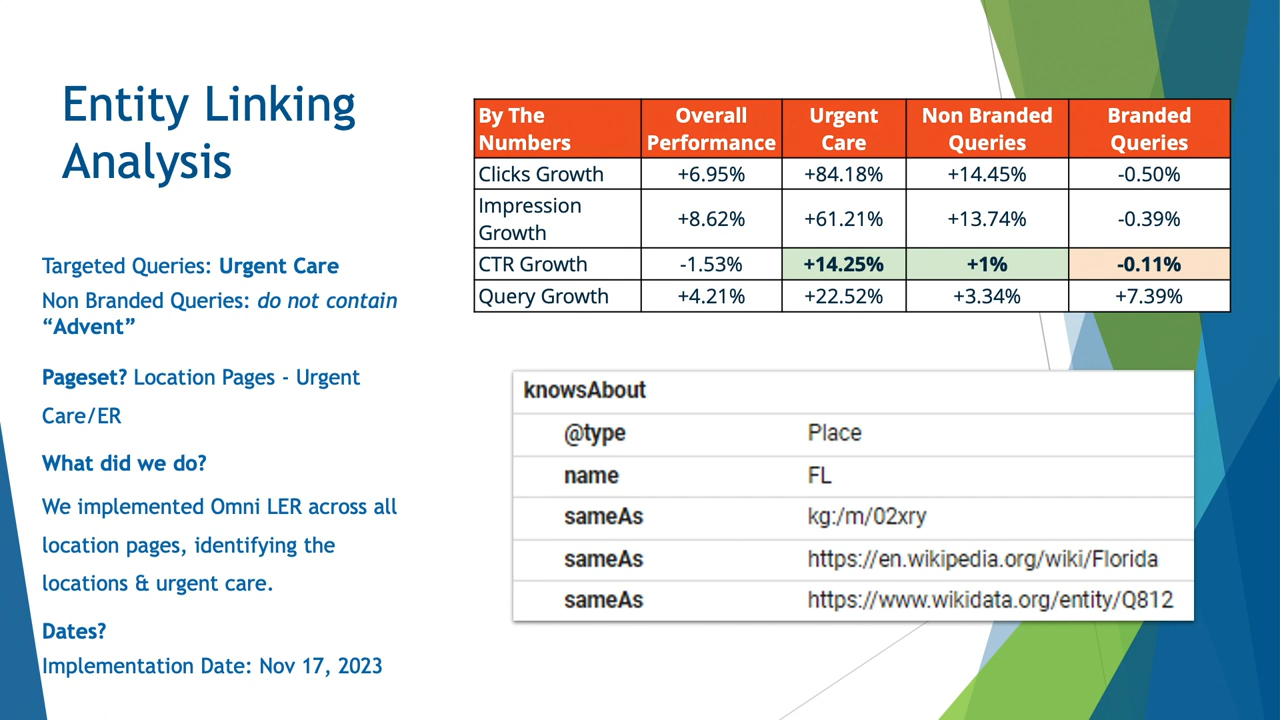 Entity Linking
Analysis
Targeted Queries: Urgent Care
Non Branded Queries: do not contain
“Advent”
Pageset? Location Pages - Urgent
Care/ER
What did we do?
We implemented Omni LER across all
location pages, identifying the
locations & urgent care.
Dates?
Implementation Date: Nov 17, 2023
By The Numbers Overall Performance Urgent Care Non Branded Queries Branded Queries
Clicks Growth +6.95% +84.18% +14.45% -0.50%
Impression Growth +8.62% +61.21% +13.74% -0.39%
CTR Growth -1.53% +14.25% +1% -0.11%
Query Growth +4.21% +22.52% +3.34% +7.39%
knowsAbout
@type Place
name FL
sameAs kg:/m/02xry
sameAs https://en.wikipedia.org/wiki/Florida
sameAs https://www.wikidata.org/entity/Q812